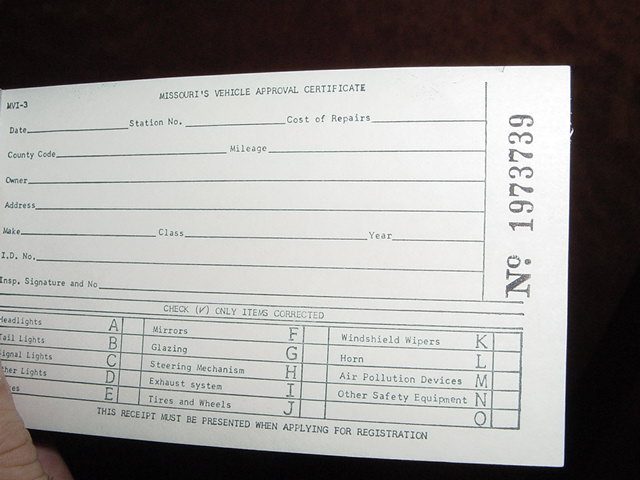 MVI-3
MISSOURI'S VEHICLE APPROVAL CERTIFICATE
Date Station No. Cost of Repairs
County Code Mileage
Owner
Address
Make Class Year
I.D. No.
Insp. Signature and No
No. 1973739
CHECK (✓) ONLY ITEMS CORRECTED
Headlights A
Tail Lights B
Signal Lights C
Other Lights D
E
Mirrors F
Glazing G
Steering Mechanism H
Exhaust system I
Tires and Wheels J
Windshield Wipers K
Horn L
Air Pollution Devices M
Other Safety Equipment N
O
THIS RECEIPT MUST BE PRESENTED WHEN APPLYING FOR REGISTRATION